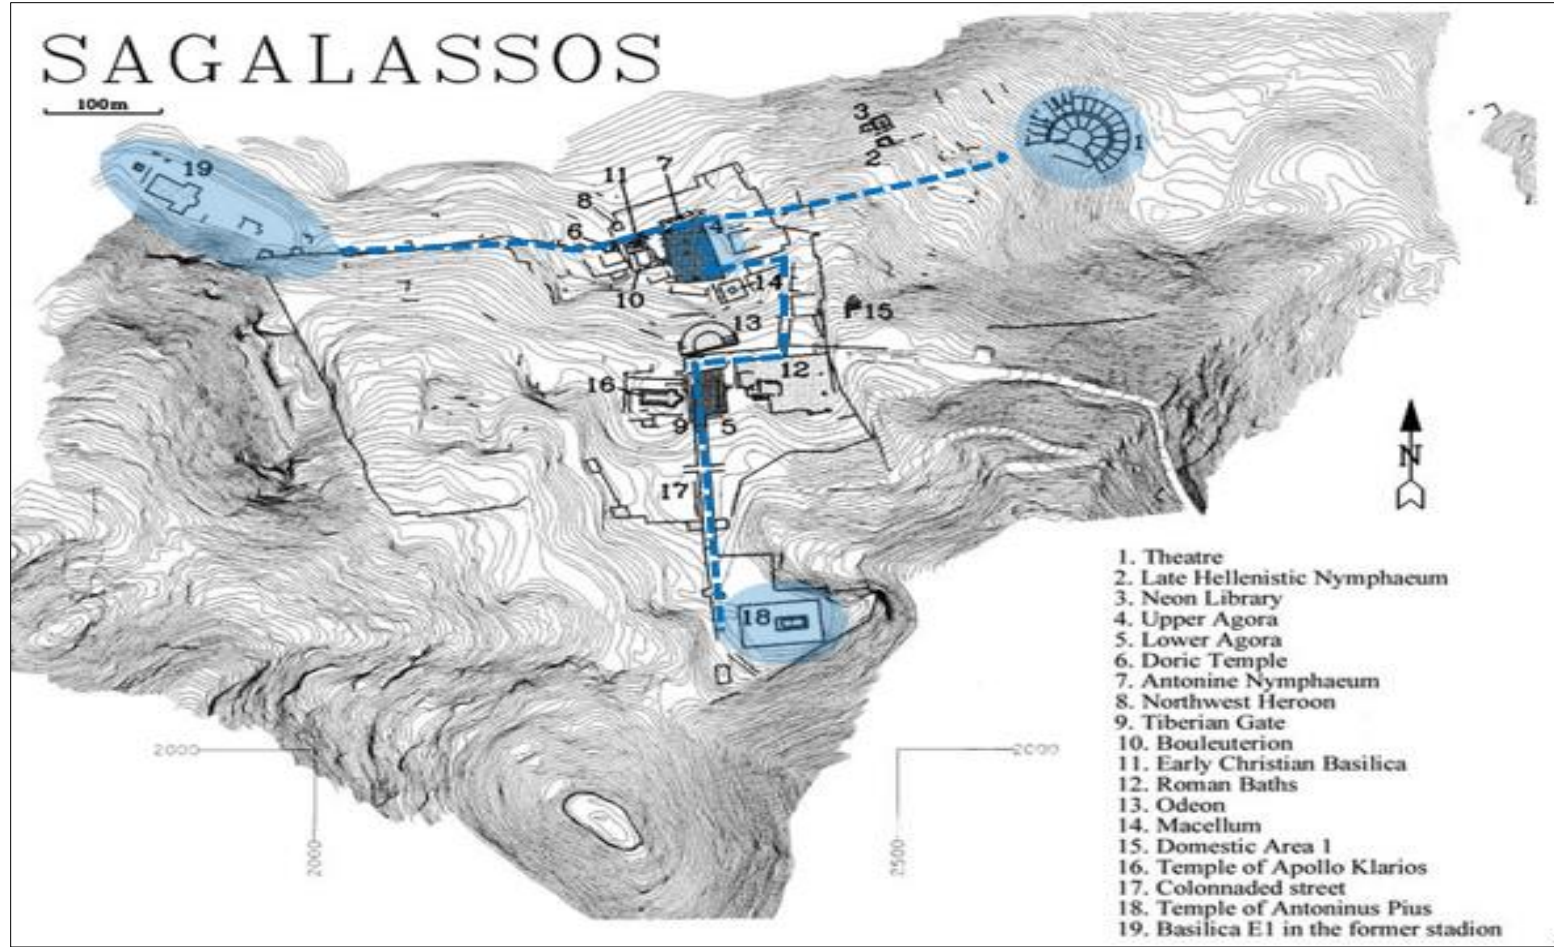 SAGALASSOS
100m
19
3
2
1
11
7
8
6
4
10
14
13
15
12
16
9
5
17
18
N
1. Theatre
2. Late Hellenistic Nymphaeum
3. Neon Library
4. Upper Agora
5. Lower Agora
6. Doric Temple
7. Antonine Nymphaeum
8. Northwest Heroon
9. Tiberian Gate
10. Bouleuterion
11. Early Christian Basilica
12. Roman Baths
13. Odeon
14. Macellum
15. Domestic Area 1
16. Temple of Apollo Klarios
17. Colonnaded street
18. Temple of Antoninus Pius
19. Basilica E1 in the former stadion
2000
2000
2000
2500